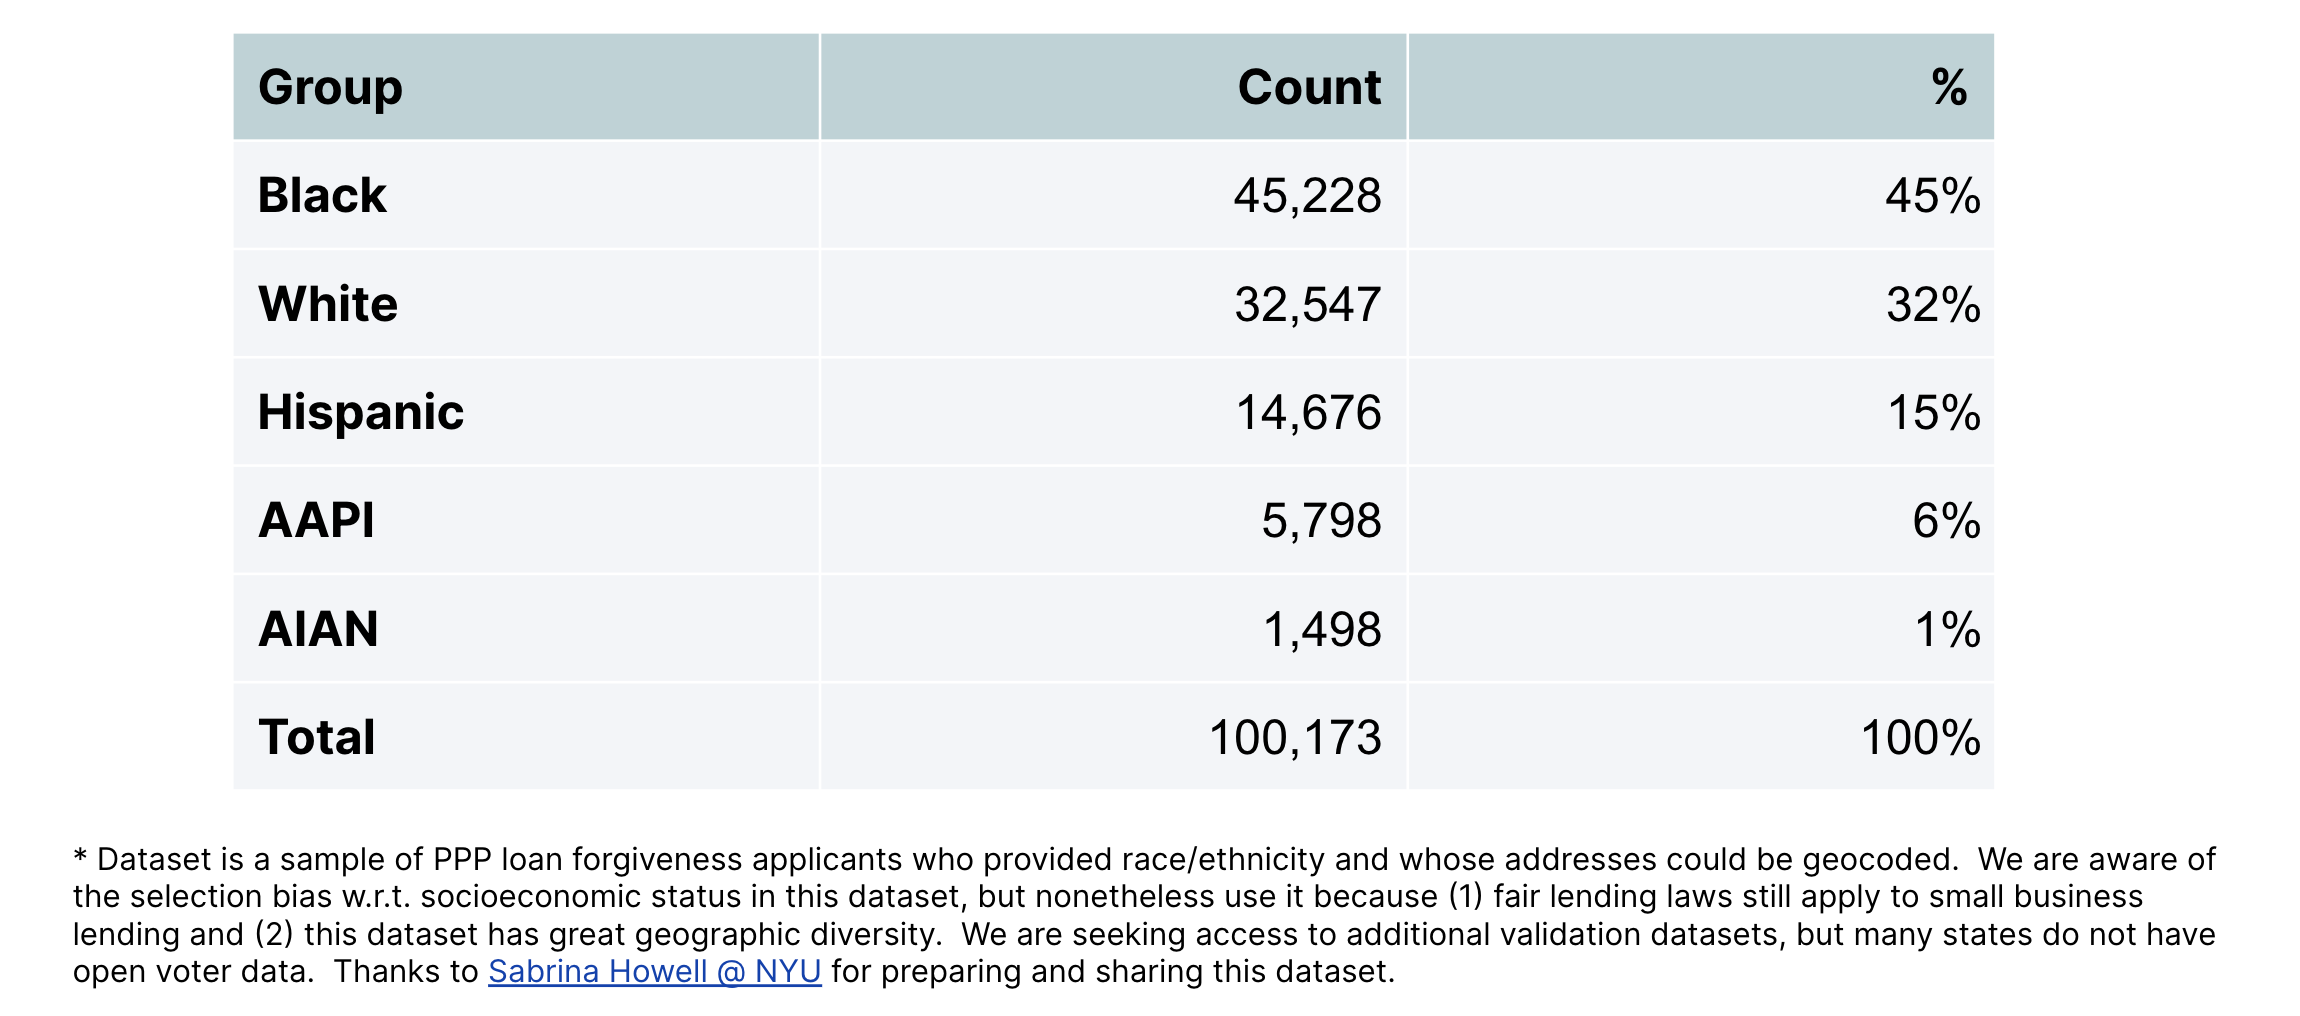 Group Count %
Black 45,228 45%
White 32,547 32%
Hispanic 14,676 15%
AAPI 5,798 6%
AIAN 1,498 1%
Total 100,173 100%
* Dataset is a sample of PPP loan forgiveness applicants who provided race/ethnicity and whose addresses could be geocoded.  We are aware of
the selection bias w.r.t. socioeconomic status in this dataset, but nonetheless use it because (1) fair lending laws still apply to small business
lending and (2) this dataset has great geographic diversity.  We are seeking access to additional validation datasets, but many states do not have
open voter data.  Thanks to Sabrina Howell @ NYU for preparing and sharing this dataset.